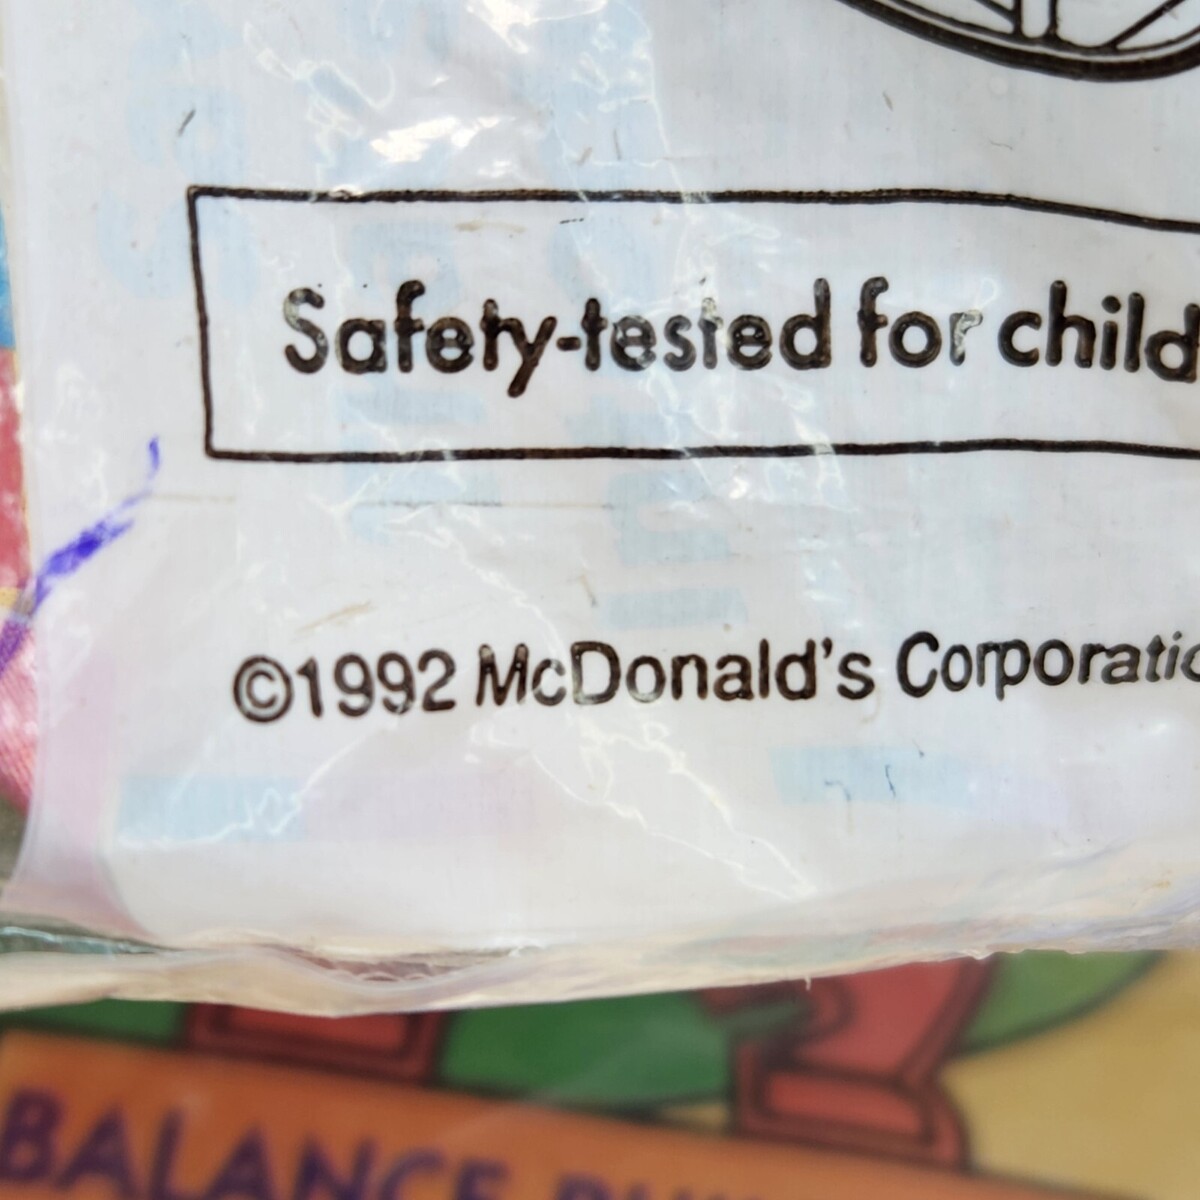 Safety-tested for child
©1992 McDonald's Corporatio
BALANCE